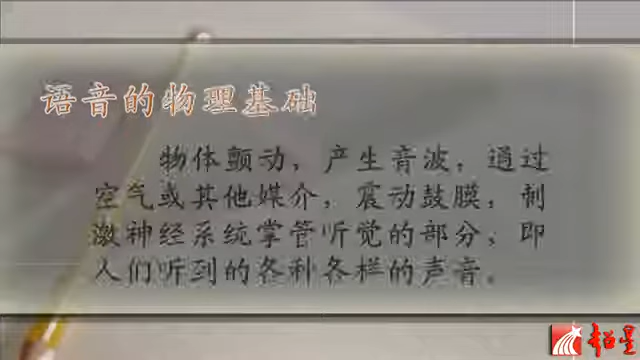 语音的物理基础
物体颤动，产生音波，通过
空气或其他媒介，震动鼓膜，刺
激神经系统掌管听觉的部分，即
人们听到的各种各样的声音。
超星